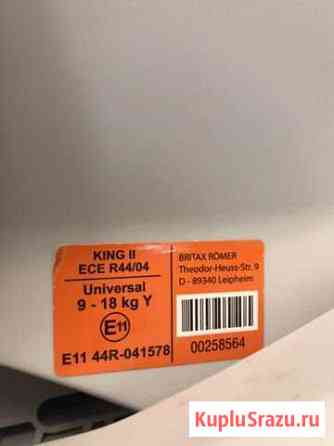 KING II
ECE R44/04
Universal
9 - 18 kg Y
E11
E11 44R-041578
BRITAX RÖMER
Theodor-Heuss-Str. 9
D - 89340 Leipheim
00258564
KupluSrazu.ru